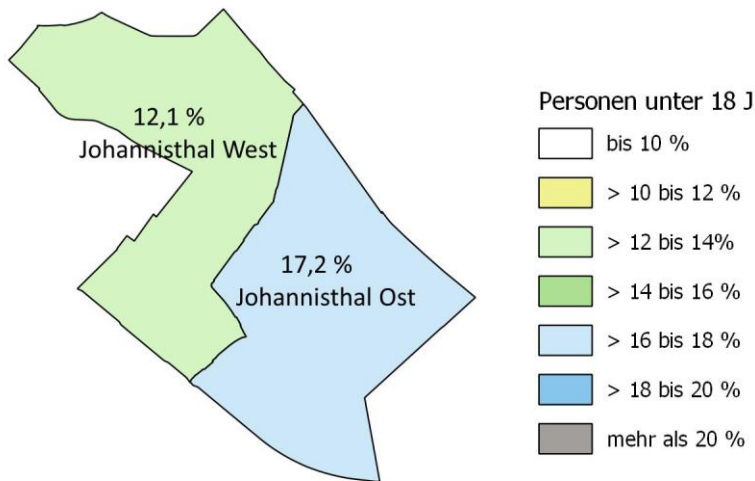 12,1 %
Johannisthal West
17,2 %
Johannisthal Ost
Personen unter 18 J
bis 10 %
> 10 bis 12 %
> 12 bis 14%
> 14 bis 16 %
> 16 bis 18 %
> 18 bis 20 %
mehr als 20 %